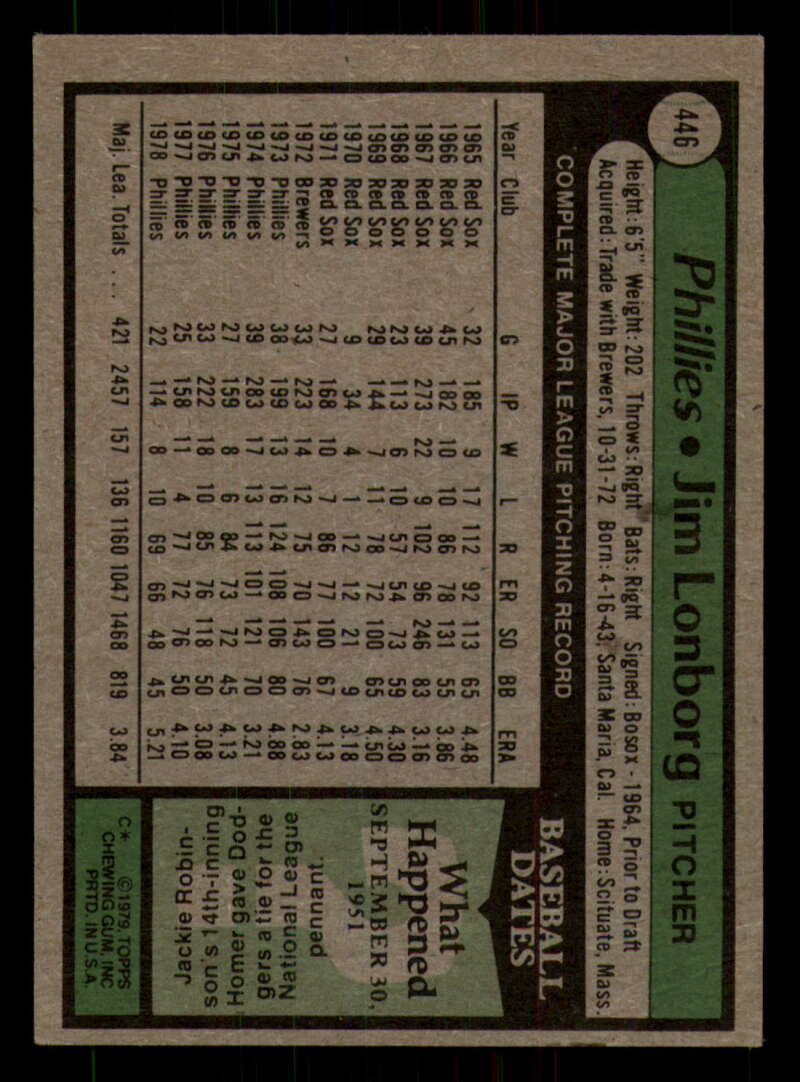 446
Phillies • Jim Lonborg PITCHER
Height: 6'5" Weight: 202 Throws: Right Bats: Right Signed: Bosox - 1964, Prior to Draft
Acquired: Trade with Brewers, 10-31-72 Born: 4-16-43, Santa Maria, Cal. Home: Scituate, Mass.
COMPLETE MAJOR LEAGUE PITCHING RECORD
Year Club G IP W L R ER SO BB ERA
1965 Red Sox 32 185 9 17 112 92 113 65 4.48
1966 Red Sox 45 182 10 10 86 78 131 55 3.86
1967 Red Sox 39 273 22 9 102 96 246 83 3.16
1968 Red Sox 23 113 6 10 57 54 73 59 4.30
1969 Red Sox 29 144 7 11 78 72 100 65 4.50
1970 Red Sox 9 34 4 1 12 12 21 9 3.18
1971 Red Sox 27 168 10 7 86 77 100 67 4.13
1972 Brewers 33 223 14 12 75 70 143 76 2.83
1973 Phillies 38 199 13 16 124 108 106 80 4.88
1974 Phillies 39 283 17 13 113 101 121 70 3.21
1975 Phillies 27 159 8 6 84 73 72 45 4.13
1976 Phillies 33 222 18 10 85 76 118 50 3.08
1977 Phillies 25 158 11 4 77 72 76 50 4.10
1978 Phillies 22 114 8 10 69 66 48 45 5.21
Maj. Lea. Totals . . . 421 2457 157 136 1160 1047 1468 819 3.84
BASEBALL
DATES
What
Happened
SEPTEMBER 30,
1951
Jackie Robin-
son's 14th-inning
Homer gave Dod-
gers a tie for the
National League
pennant.
C* ©1979, TOPPS
CHEWING GUM, INC
PRTD. IN U.S.A.